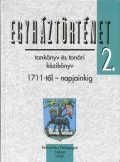 EGYHÁZTÖRTÉNET
2.
tankönyv és tanári
kézikönyv
1711-től – napjainkig